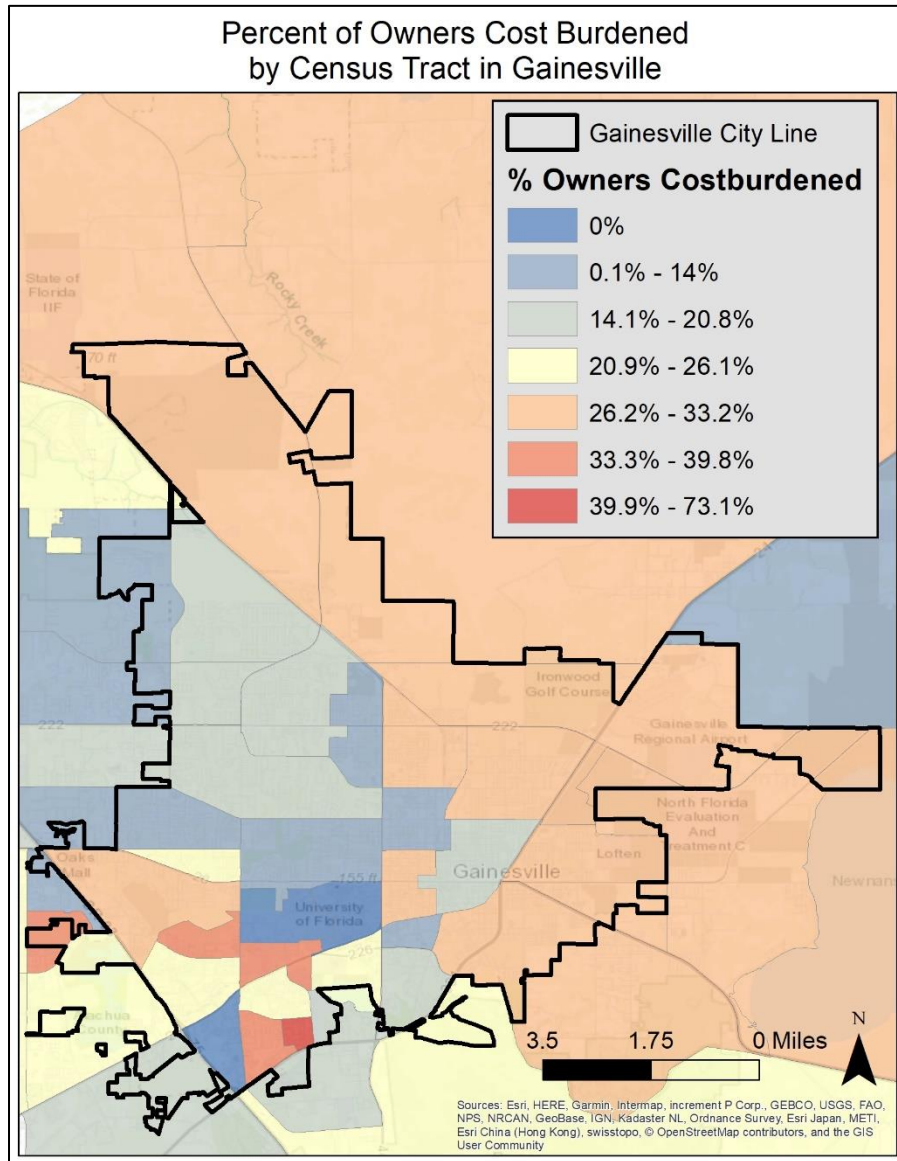 Percent of Owners Cost Burdened
by Census Tract in Gainesville
Gainesville City Line
% Owners Costburdened
0%
0.1% - 14%
14.1% - 20.8%
20.9% - 26.1%
26.2% - 33.2%
33.3% - 39.8%
39.9% - 73.1%
State of
Florida
IIF
Rocky Creek
70 ft
24
Ironwood
Golf Course
222
222
Gainesville
Regional Airport
North Florida
Evaluation
And
Treatment C
Loften
Newnans
Oaks
Mall
Gainesville
155 ft
University
of Florida
226
Alachua
County
3.5 1.75 0 Miles
N
Sources: Esri, HERE, Garmin, Intermap, increment P Corp., GEBCO, USGS, FAO,
NPS, NRCAN, GeoBase, IGN, Kadaster NL, Ordnance Survey, Esri Japan, METI,
Esri China (Hong Kong), swisstopo, © OpenStreetMap contributors, and the GIS
User Community